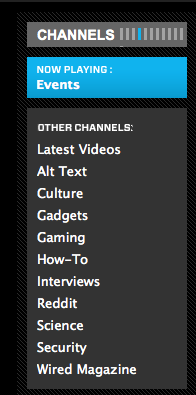 CHANNELS
NOW PLAYING :
Events
OTHER CHANNELS:
Latest Videos
Alt Text
Culture
Gadgets
Gaming
How-To
Interviews
Reddit
Science
Security
Wired Magazine